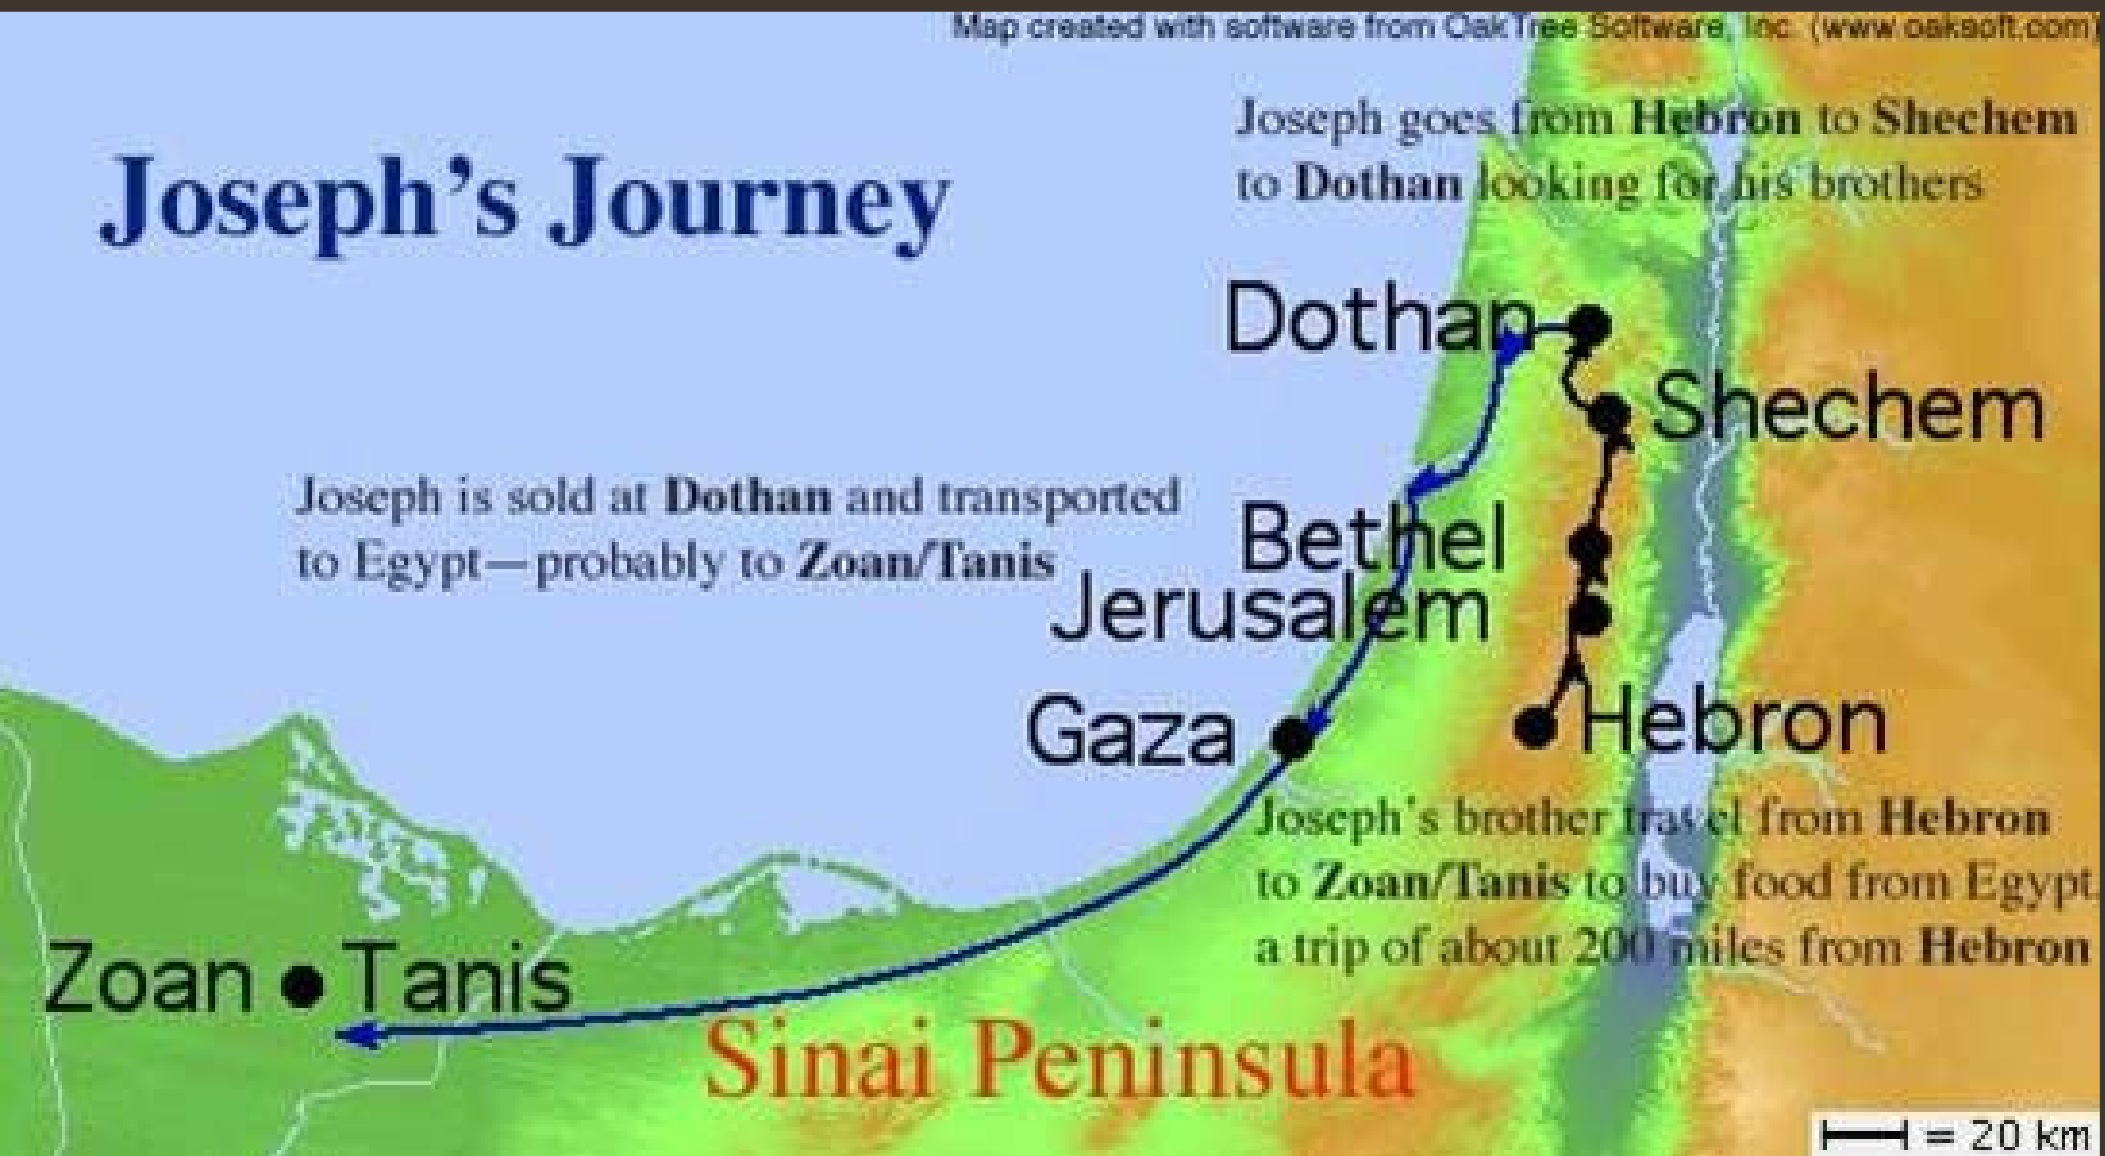 Map created with software from OakTree Software, Inc. (www.oaksoft.com)
Joseph goes from Hebron to Shechem
to Dothan looking for his brothers
Joseph's Journey
Dothan
Shechem
Joseph is sold at Dothan and transported
to Egypt—probably to Zoan/Tanis
Bethel
Jerusalem
Gaza
Hebron
Joseph's brother travel from Hebron
to Zoan/Tanis to buy food from Egypt.
a trip of about 200 miles from Hebron
Zoan Tanis
Sinai Peninsula
= 20 km